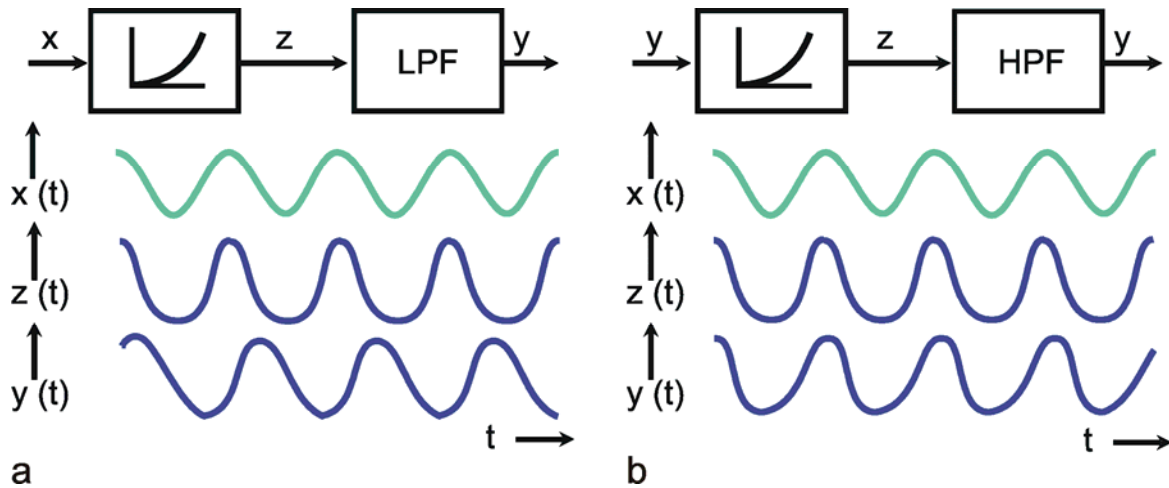 x z LPF y
x (t)
z (t)
y (t)
t
a
y z HPF y
x (t)
z (t)
y (t)
t
b